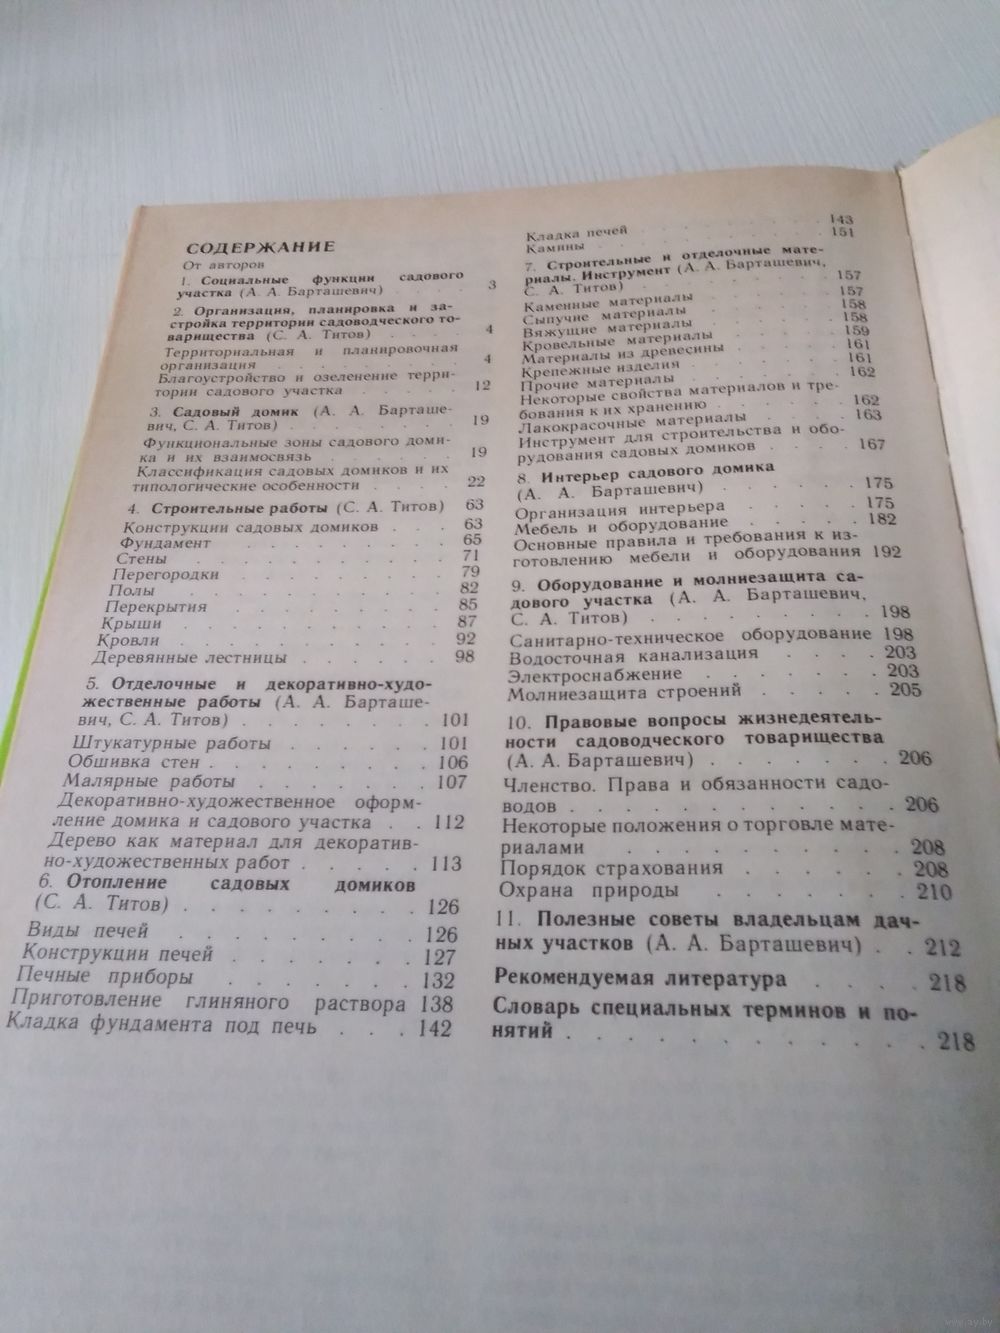 СОДЕРЖАНИЕ
От авторов
1. Социальные функции садового
участка (А. А. Барташевич) . . . . 3
2. Организация, планировка и за-
стройка территории садоводческого то-
варищества (С. А. Титов) . . . 4
Территориальная и планировочная
организация . . . . . . . 4
Благоустройство и озеленение терри-
тории садового участка . . . . 12
3. Садовый домик (А. А. Барташе-
вич, С. А. Титов) . . . . . . . 19
Функциональные зоны садового доми-
ка и их взаимосвязь . . . . . 19
Классификация садовых домиков и их
типологические особенности . . . . 22
4. Строительные работы (С. А. Титов) 63
Конструкции садовых домиков . . . 63
Фундамент . . . . . . . . 65
Стены . . . . . . . . . . 71
Перегородки . . . . . . . . 79
Полы . . . . . . . . . . 82
Перекрытия . . . . . . . . 85
Крыши . . . . . . . . . . 87
Кровли . . . . . . . . . . 92
Деревянные лестницы . . . . . . 98
5. Отделочные и декоративно-худо-
жественные работы (А. А. Барташе-
вич, С. А. Титов) . . . . . . . 101
Штукатурные работы . . . . . 101
Обшивка стен . . . . . . . . 106
Малярные работы . . . . . . 107
Декоративно-художественное оформ-
ление домика и садового участка . . 112
Дерево как материал для декоратив-
но-художественных работ . . . . . 113
6. Отопление садовых домиков
(С. А. Титов) . . . . . . . . . 126
Виды печей . . . . . . . . 126
Конструкции печей . . . . . . 127
Печные приборы . . . . . . 132
Приготовление глиняного раствора 138
Кладка фундамента под печь . . . 142
Кладка печей . . . . . . . 143
Камины . . . . . . . . . 151
7. Строительные и отделочные мате-
риалы. Инструмент (А. А. Барташевич,
С. А. Титов) . . . . . . . . 157
Каменные материалы . . . . . 157
Сыпучие материалы . . . . . 158
Вяжущие материалы . . . . . 158
Кровельные материалы . . . . . 159
Материалы из древесины . . . . 161
Крепежные изделия . . . . . 161
Прочие материалы . . . . . . 162
Некоторые свойства материалов и тре-
бования к их хранению . . . . . 162
Лакокрасочные материалы . . . . 163
Инструмент для строительства и обо-
рудования садовых домиков . . . 167
8. Интерьер садового домика
(А. А. Барташевич) . . . . . . 175
Организация интерьера . . . . . 175
Мебель и оборудование . . . . . 182
Основные правила и требования к из-
готовлению мебели и оборудования 192
9. Оборудование и молниезащита са-
дового участка (А. А. Барташевич,
С. А. Титов) . . . . . . . . 198
Санитарно-техническое оборудование 198
Водосточная канализация . . . . 203
Электроснабжение . . . . . . 203
Молниезащита строений . . . . . 205
10. Правовые вопросы жизнедеятель-
ности садоводческого товарищества
(А. А. Барташевич) . . . . . . . 206
Членство. Права и обязанности садо-
водов . . . . . . . . . . . 206
Некоторые положения о торговле мате-
риалами . . . . . . . . . 208
Порядок страхования . . . . . . 208
Охрана природы . . . . . . . 210
11. Полезные советы владельцам дач-
ных участков (А. А. Барташевич) . . 212
Рекомендуемая литература . . . . 218
Словарь специальных терминов и по-
нятий . . . . . . . . . . . . 218
www.ay.by